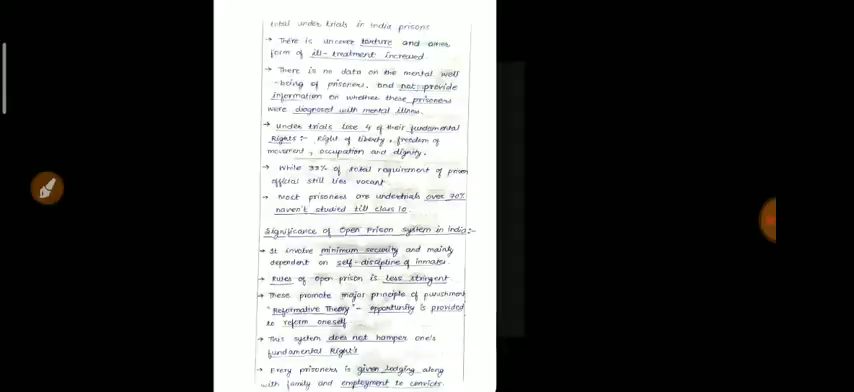 total under trials in India prisons
→ There is uncover torture and other
form of ill-treatment increased.
→ There is no data on the mental well
-being of prisoners. And not provide
information on whether these prisoners
were diagnosed with mental illness.
→ Under trials lose 4 of their fundamental
Rights:- Right of liberty, freedom of
movement, occupation and dignity.
→ While 33% of total requirement of prison
official still lies vacant
→ Most prisoners are undertrials over 70%
haven't studied till class 10.
Significance of Open Prison System in India:-
→ It involve minimum security and mainly
dependent on self-discipline of inmates.
→ Rules of open prison is less stringent
→ These promote major principle of punishment
"Reformative Theory" - opportunity is provided
to reform oneself
→ This system does not hamper one's
fundamental Rights
→ Every prisoners is given lodging along
with family and employment to convicts.